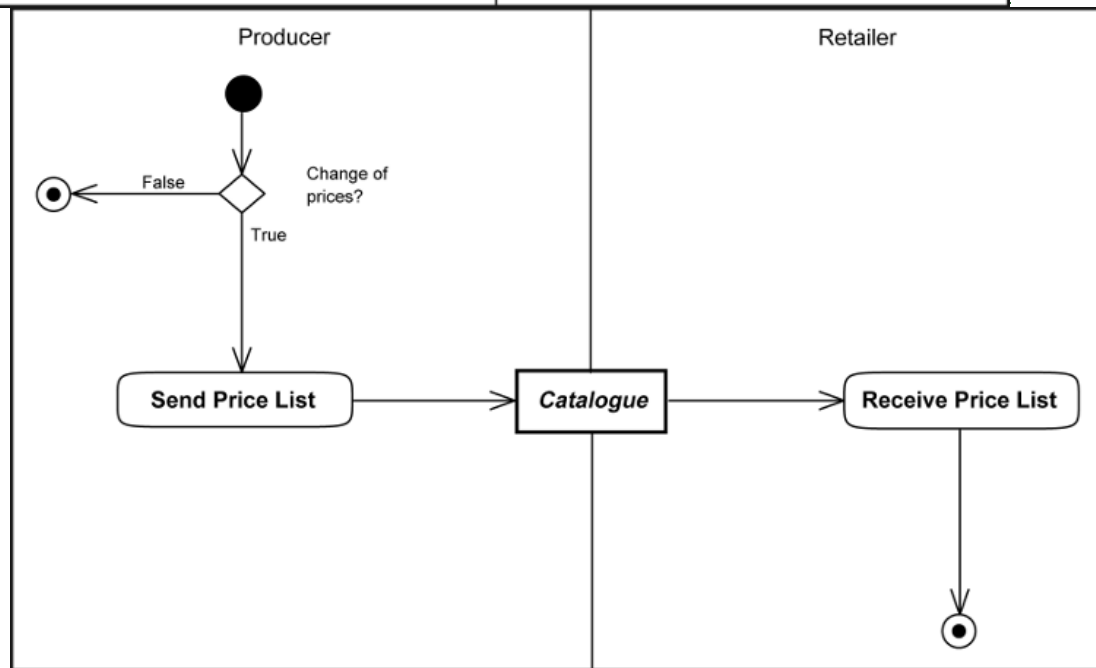 Producer
Retailer
Change of
prices?
False
True
Send Price List
Catalogue
Receive Price List